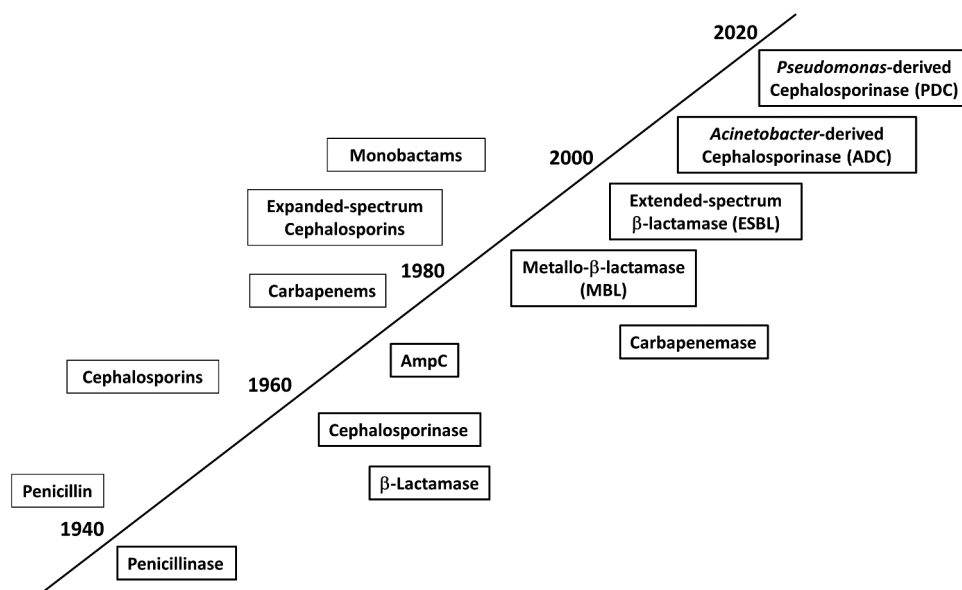 2020
Pseudomonas-derived
Cephalosporinase (PDC)
Acinetobacter-derived
Cephalosporinase (ADC)
Monobactams
2000
Extended-spectrum
β-lactamase (ESBL)
Expanded-spectrum
Cephalosporins
1980
Metallo-β-lactamase
(MBL)
Carbapenems
Carbapenemase
AmpC
Cephalosporins
1960
Cephalosporinase
β-Lactamase
Penicillin
1940
Penicillinase